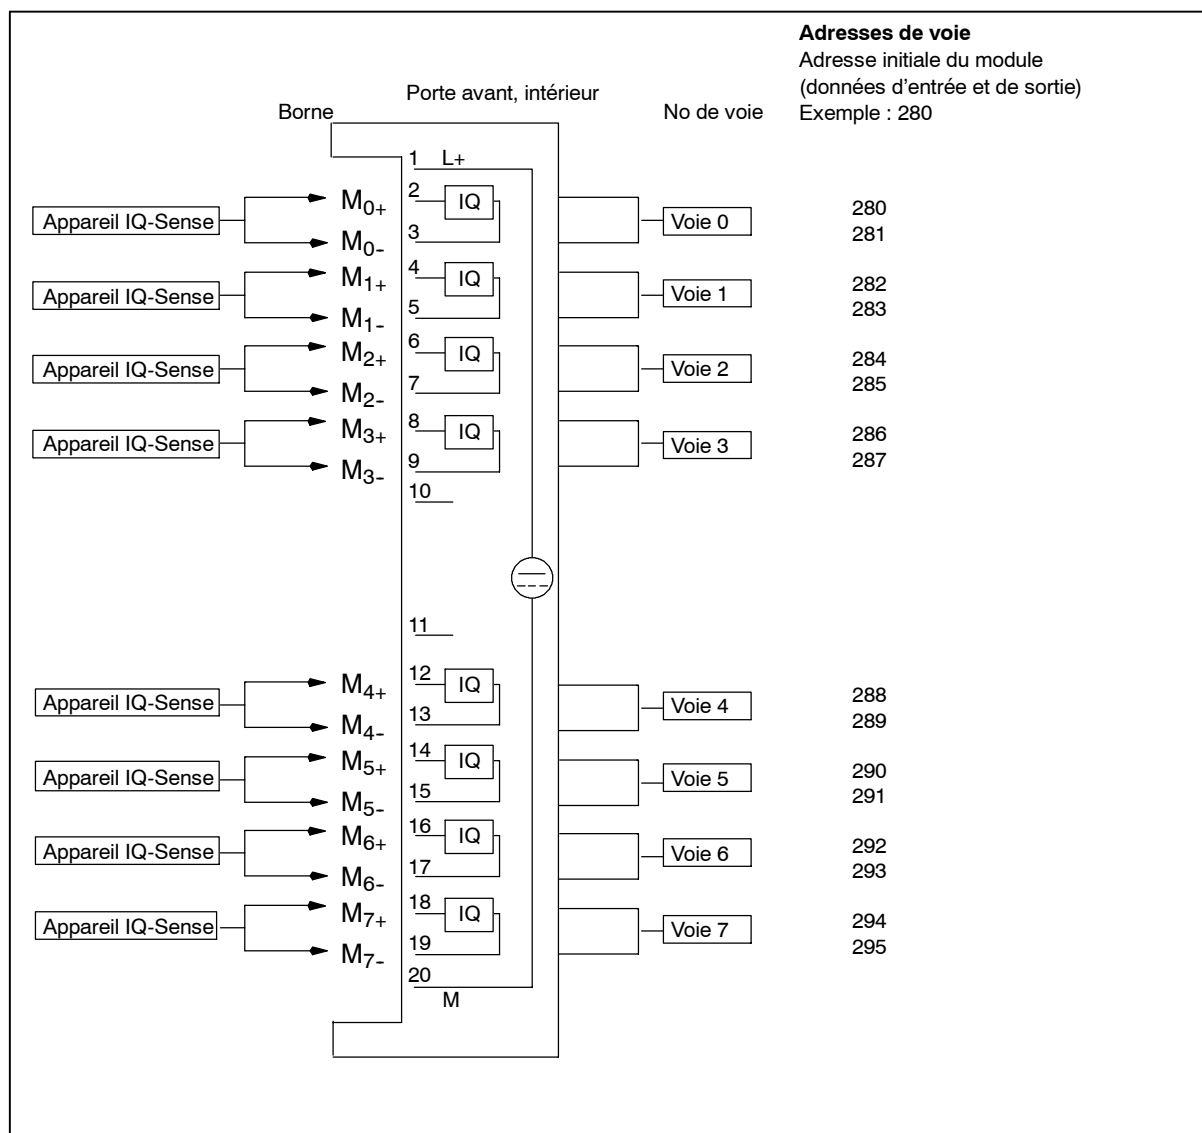 Adresses de voie
Adresse initiale du module
(données d'entrée et de sortie)
Exemple : 280
Porte avant, intérieur
Borne
No de voie
1 L+
Appareil IQ-Sense M0+ 2 IQ Voie 0 280
M0- 3 281
Appareil IQ-Sense M1+ 4 IQ Voie 1 282
M1- 5 283
Appareil IQ-Sense M2+ 6 IQ Voie 2 284
M2- 7 285
Appareil IQ-Sense M3+ 8 IQ Voie 3 286
M3- 9 287
10
11
Appareil IQ-Sense M4+ 12 IQ Voie 4 288
M4- 13 289
Appareil IQ-Sense M5+ 14 IQ Voie 5 290
M5- 15 291
Appareil IQ-Sense M6+ 16 IQ Voie 6 292
M6- 17 293
Appareil IQ-Sense M7+ 18 IQ Voie 7 294
M7- 19 295
20
M